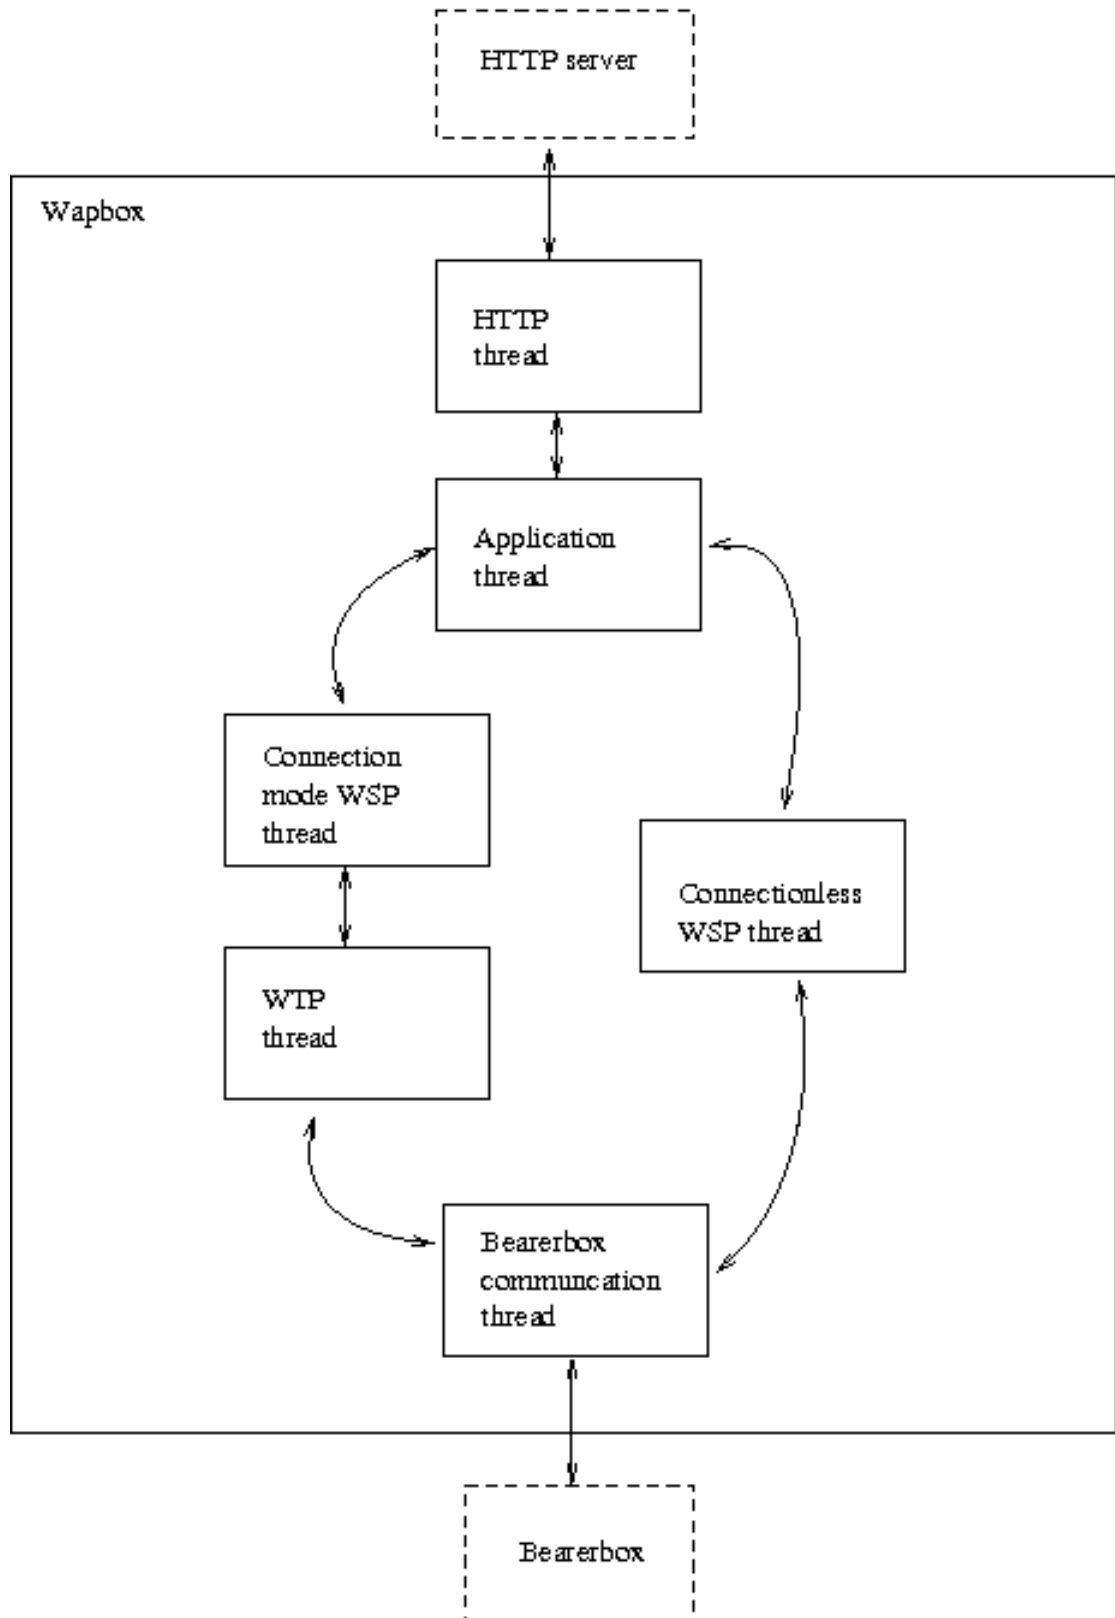 HTTP server
Wapbox
HTTP
thread
Application
thread
Connection
mode WSP
thread
Connectionless
WSP thread
WTP
thread
Bearerbox
communcation
thread
Bearerbox